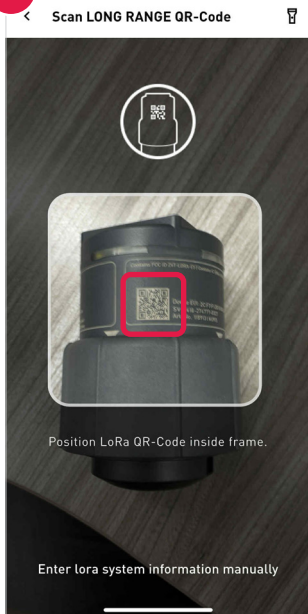 Scan LONG RANGE QR-Code
Position LoRa QR-Code inside frame.
Enter lora system information manually